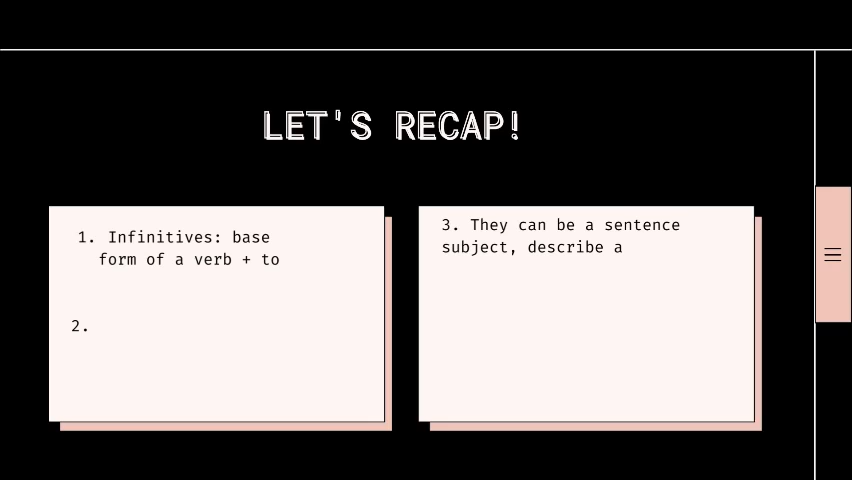 LET'S RECAP!
1. Infinitives: base
form of a verb + to
2.
3. They can be a sentence
subject, describe a